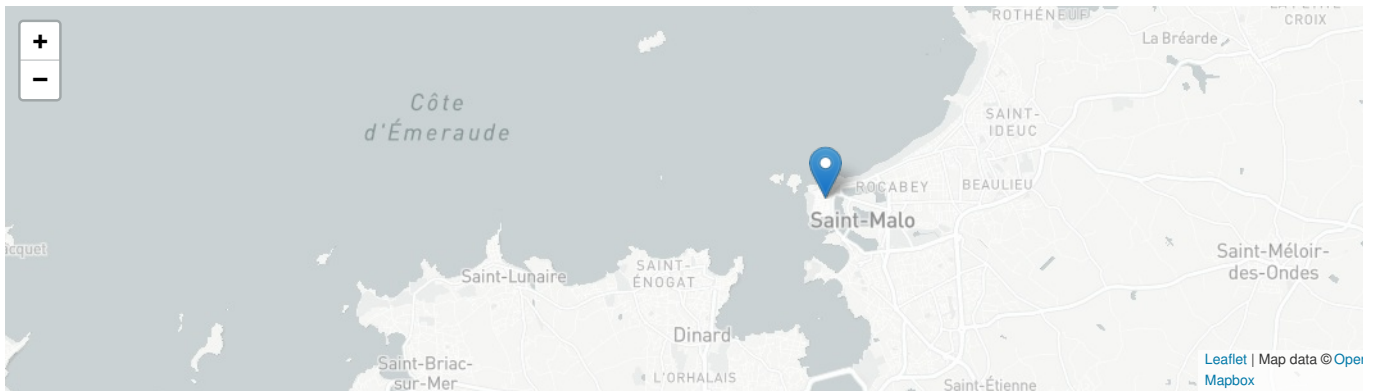 +
−
ROTHÉNEUF
CROIX
La Bréarde
Côte
d'Émeraude
SAINT-
IDEUC
ROCABEY
BEAULIEU
Saint-Malo
Saint-Méloir-
des-Ondes
Saint-Lunaire
SAINT-
ÉNOGAT
Dinard
Saint-Briac-
sur-Mer
L'ORHALAIS
Saint-Étienne
Leaflet | Map data © Oper
Mapbox